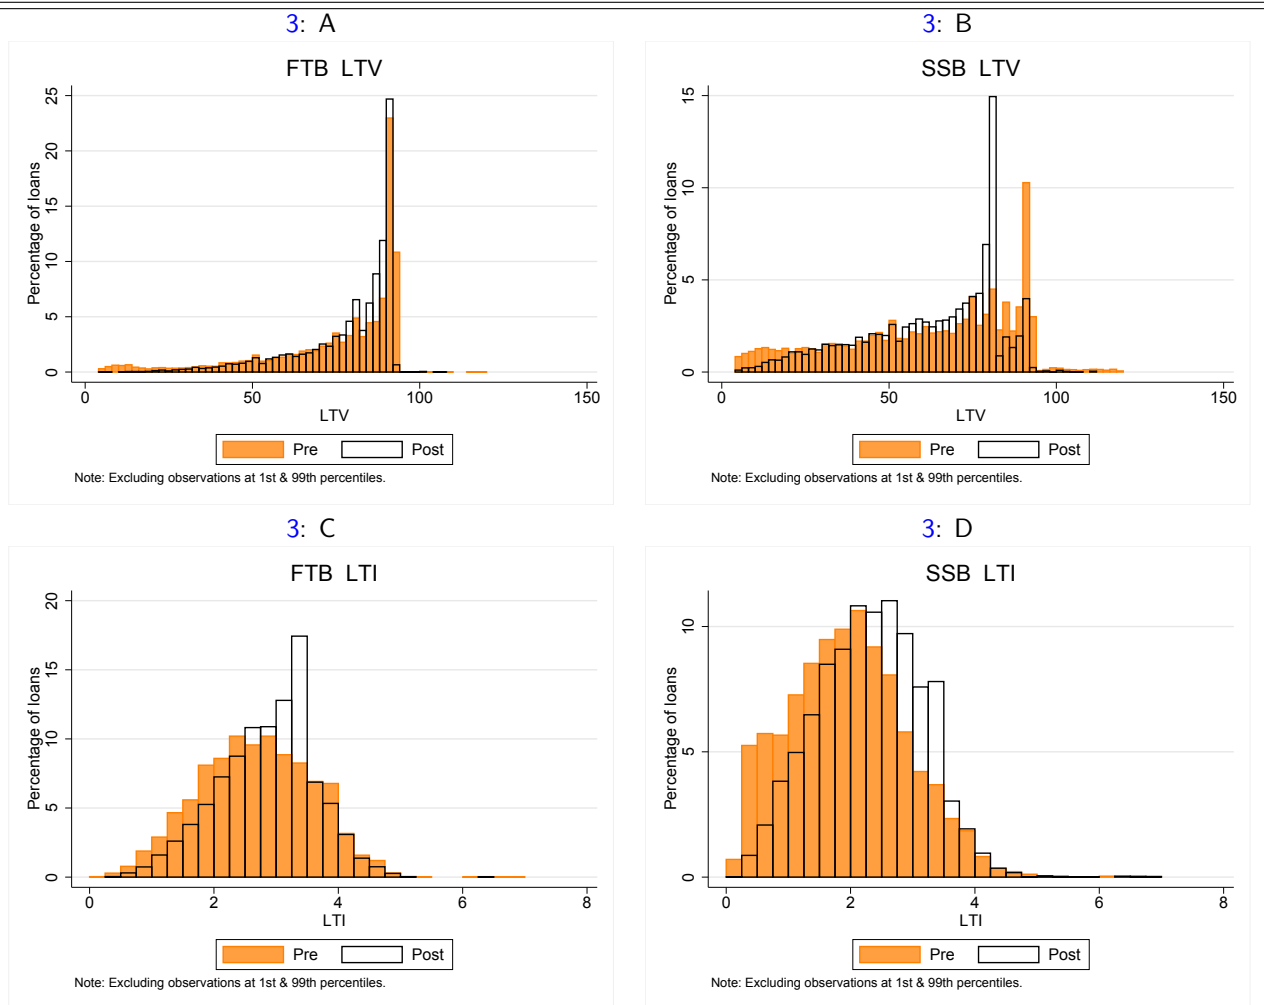 3: A
FTB LTV
Percentage of loans
25
20
15
10
5
0
0 50 100 150
LTV
Pre Post
Note: Excluding observations at 1st & 99th percentiles.
3: B
SSB LTV
Percentage of loans
15
10
5
0
0 50 100 150
LTV
Pre Post
Note: Excluding observations at 1st & 99th percentiles.
3: C
FTB LTI
Percentage of loans
20
15
10
5
0
0 2 4 6 8
LTI
Pre Post
Note: Excluding observations at 1st & 99th percentiles.
3: D
SSB LTI
Percentage of loans
10
5
0
0 2 4 6 8
LTI
Pre Post
Note: Excluding observations at 1st & 99th percentiles.